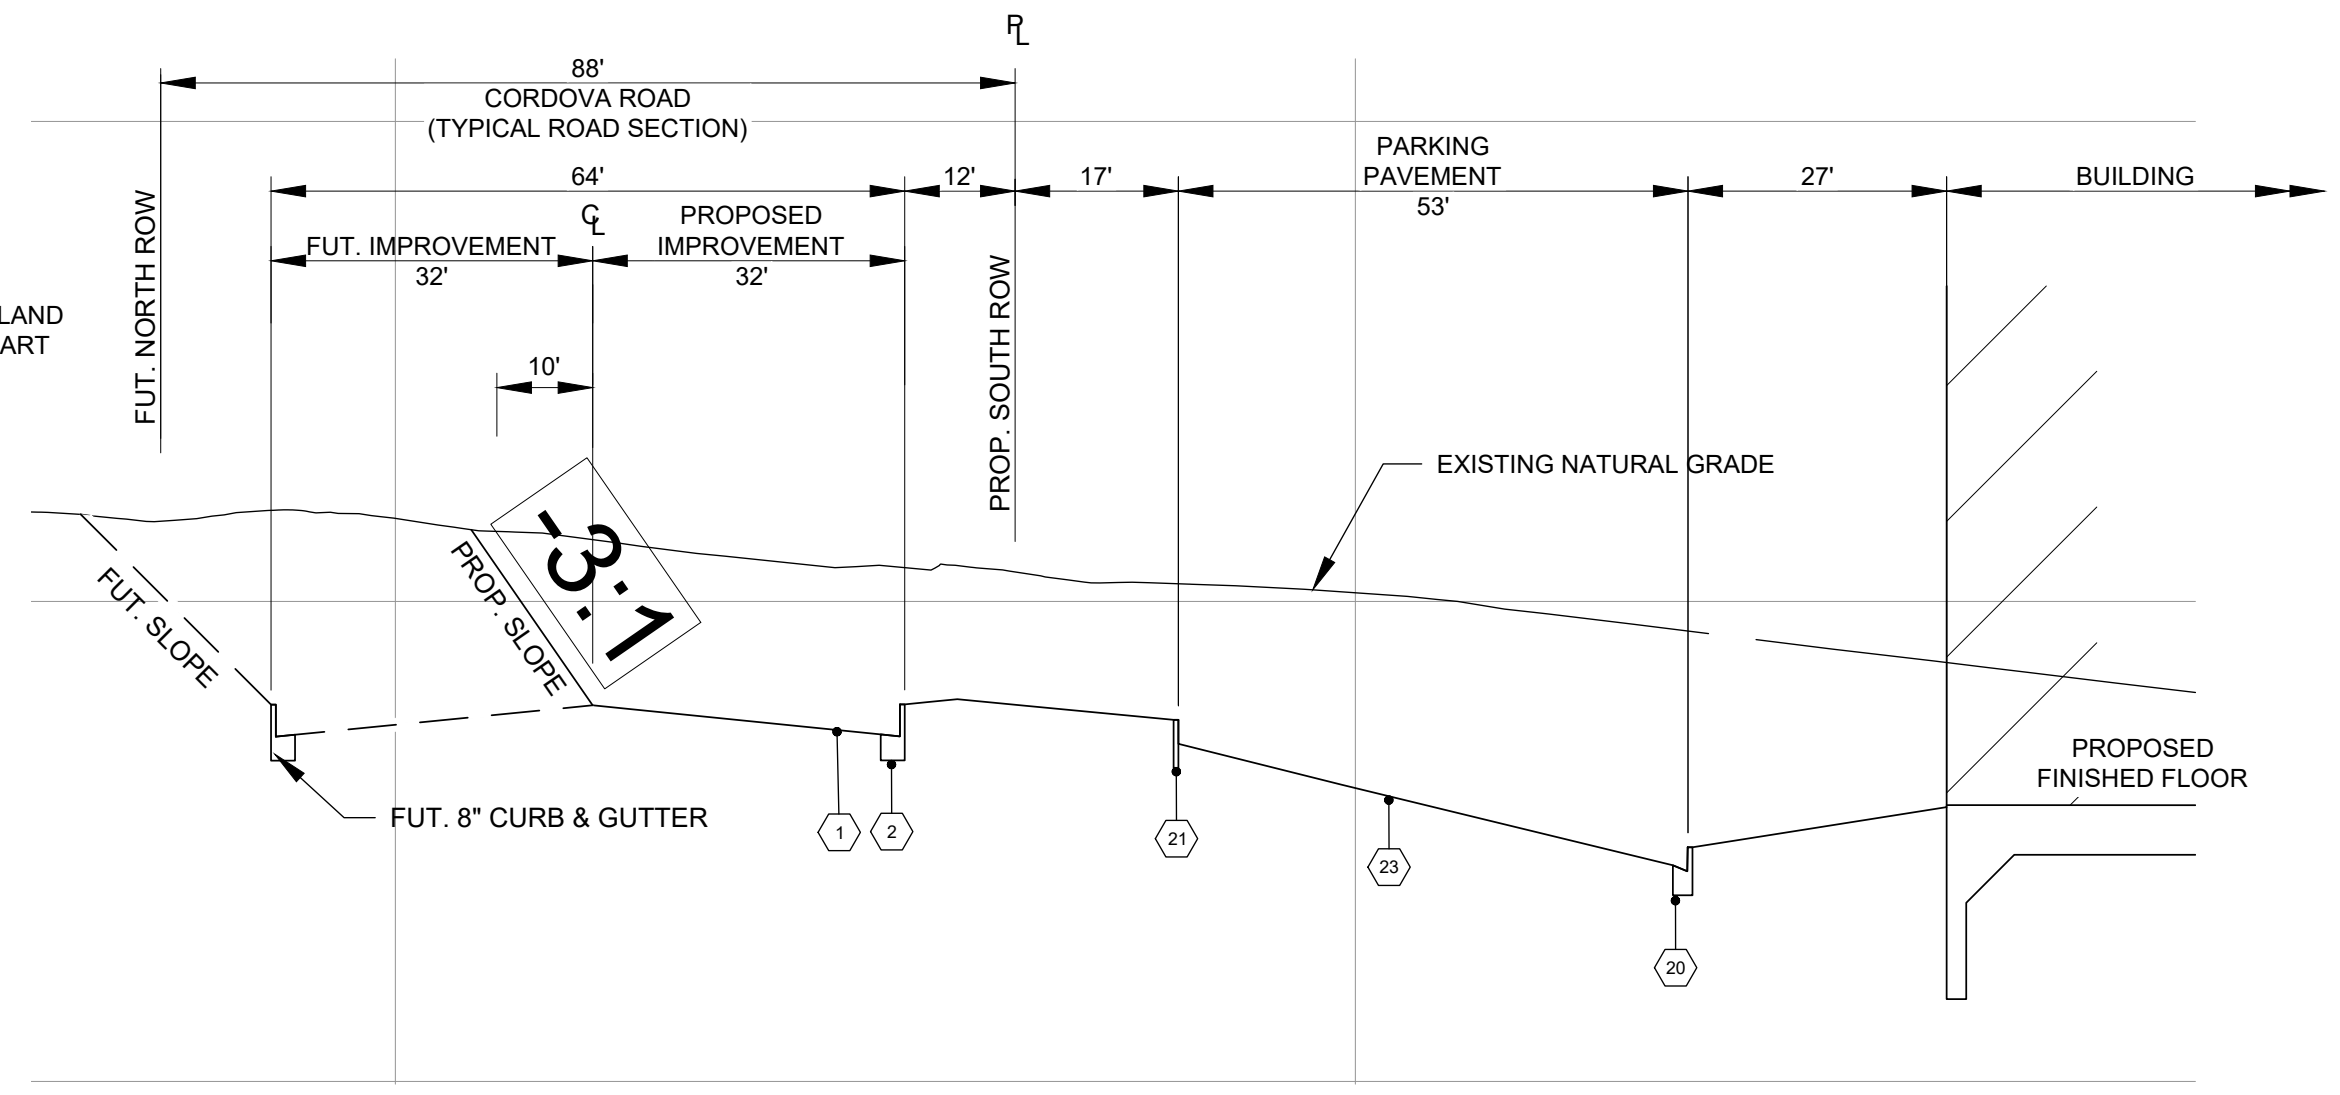 PL
88'
CORDOVA ROAD
(TYPICAL ROAD SECTION)
PARKING
PAVEMENT
53'
64'
12'
17'
27'
BUILDING
CL
FUT. IMPROVEMENT
32'
PROPOSED
IMPROVEMENT
32'
FUT. NORTH ROW
PROP. SOUTH ROW
LAND
ART
10'
EXISTING NATURAL GRADE
-3:1
PROP. SLOPE
FUT. SLOPE
PROPOSED
FINISHED FLOOR
FUT. 8" CURB & GUTTER
1
2
21
23
20